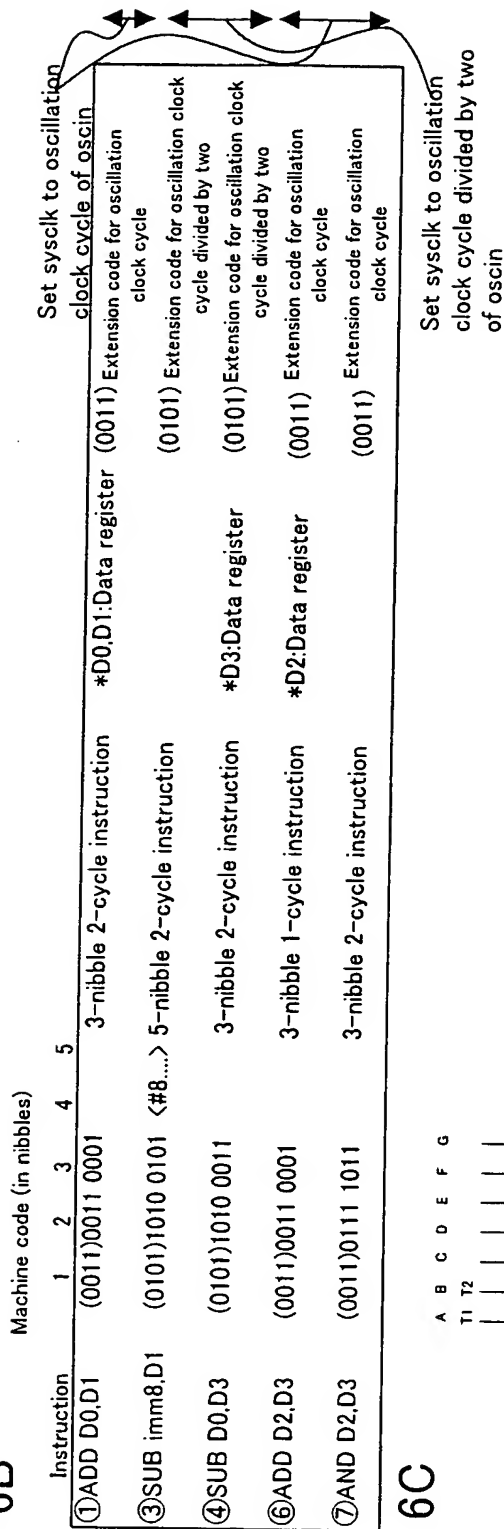 6B
Machine code (in nibbles)
Set sysclk to oscillation
clock cycle of oscin
Instruction 1 2 3 4 5
①ADD D0,D1 (0011)0011 0001 3-nibble 2-cycle instruction *D0,D1:Data register (0011) Extension code for oscillation
clock cycle
③SUB imm8,D1 (0101)1010 0101 <#8....> 5-nibble 2-cycle instruction (0101) Extension code for oscillation clock
cycle divided by two
④SUB D0,D3 (0101)1010 0011 3-nibble 2-cycle instruction *D3:Data register (0101) Extension code for oscillation clock
cycle divided by two
⑥ADD D2,D3 (0011)0011 0001 3-nibble 1-cycle instruction *D2:Data register (0011) Extension code for oscillation
clock cycle
⑦AND D2,D3 (0011)0111 1011 3-nibble 2-cycle instruction (0011) Extension code for oscillation
clock cycle
Set sysclk to oscillation
clock cycle divided by two
of oscin
6C
A B C D E F G
T1 T2